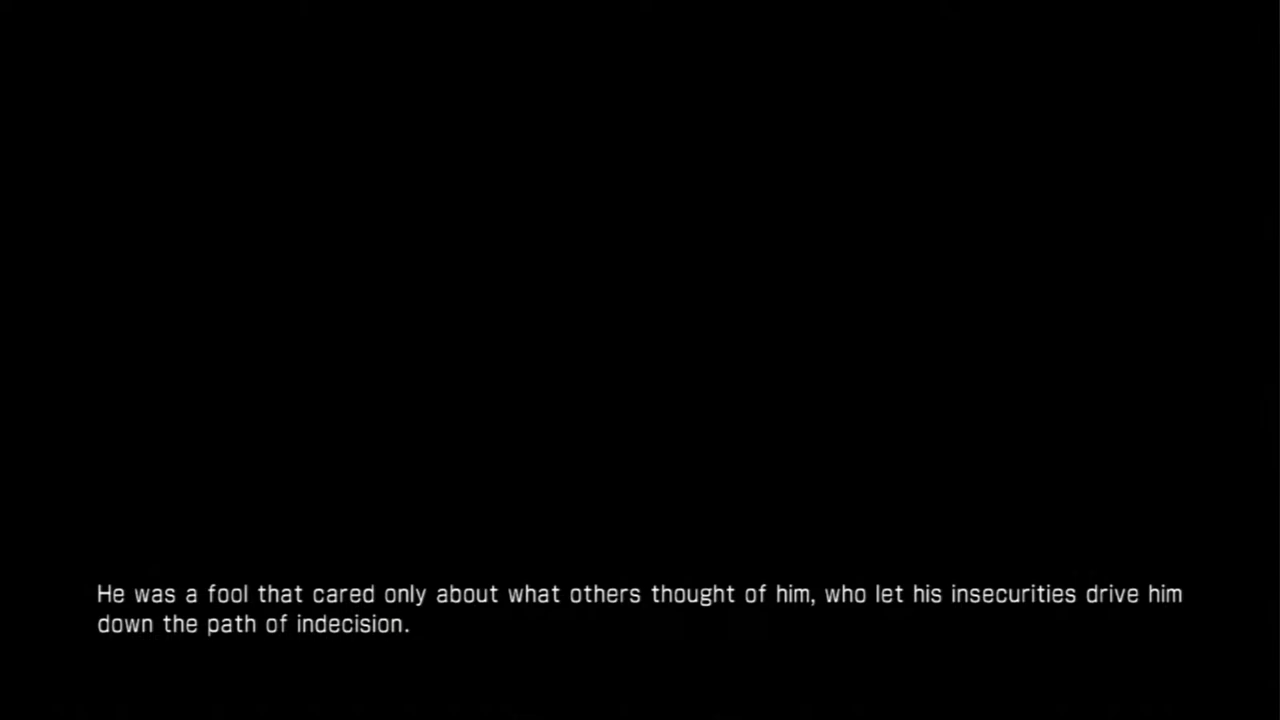 He was a fool that cared only about what others thought of him, who let his insecurities drive him
down the path of indecision.